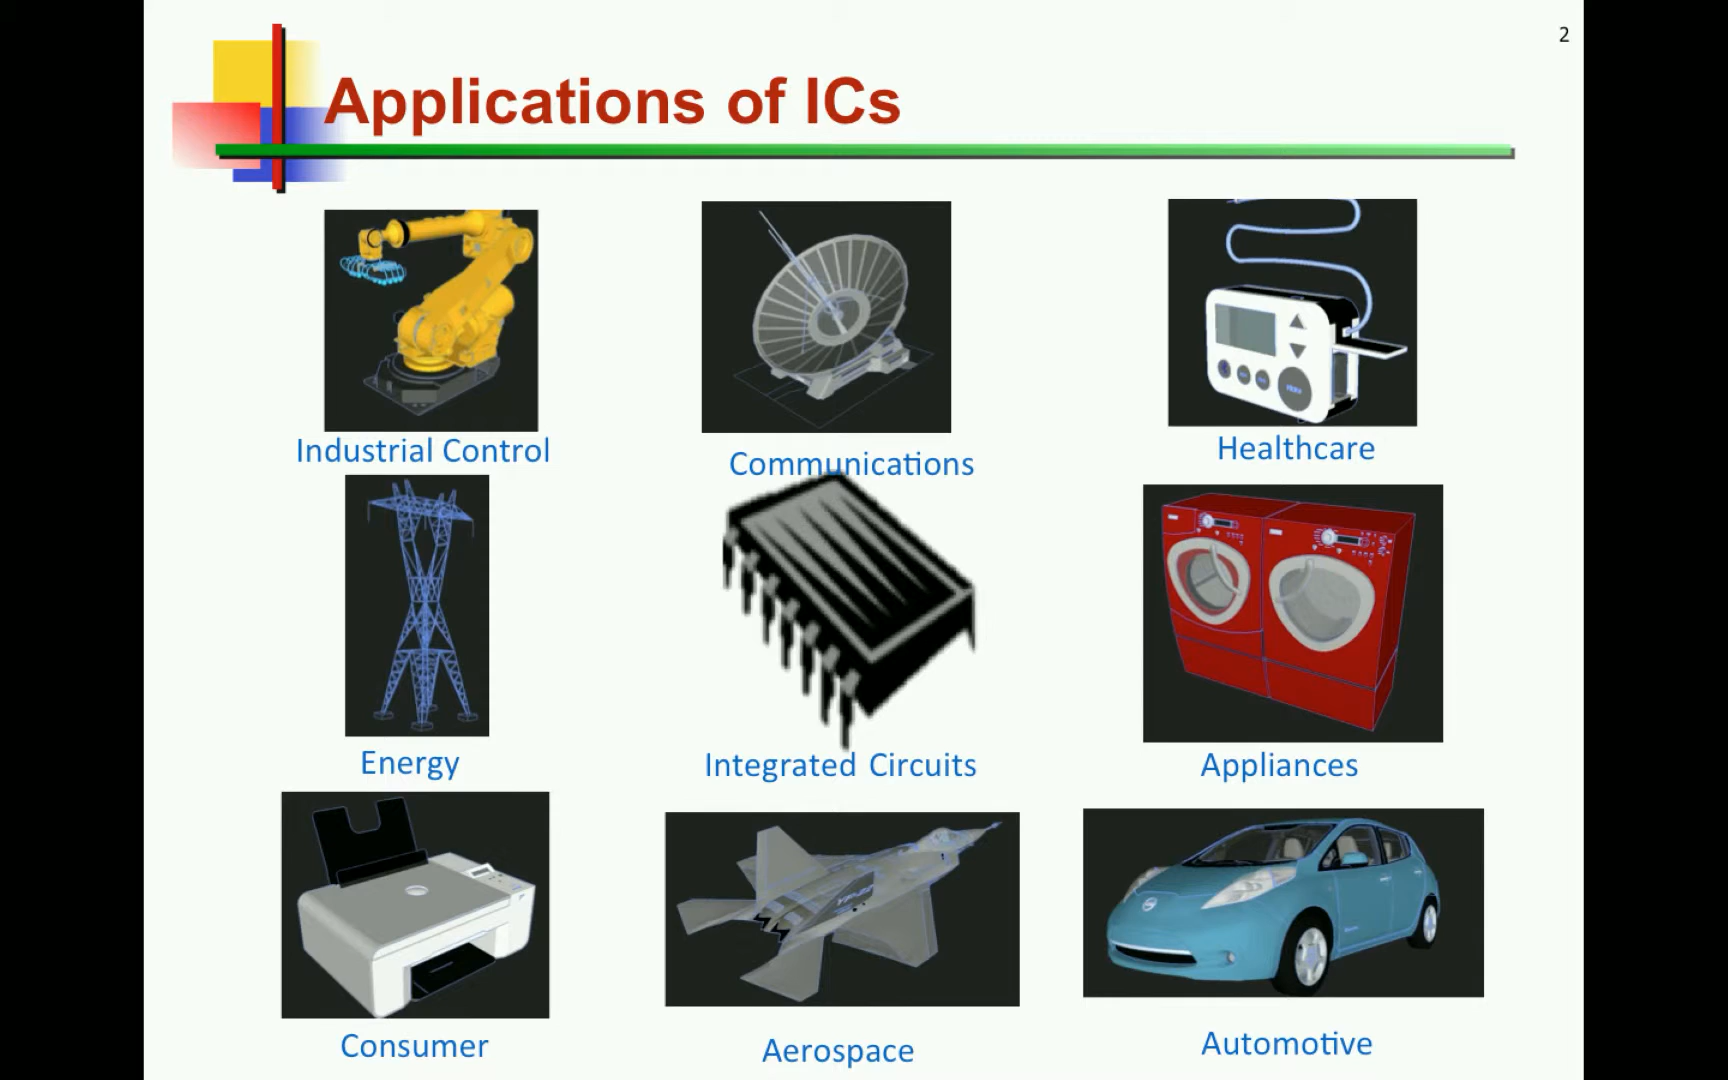 2
Applications of ICs
Industrial Control
Communications
Healthcare
Energy
Integrated Circuits
Appliances
Consumer
Aerospace
Automotive